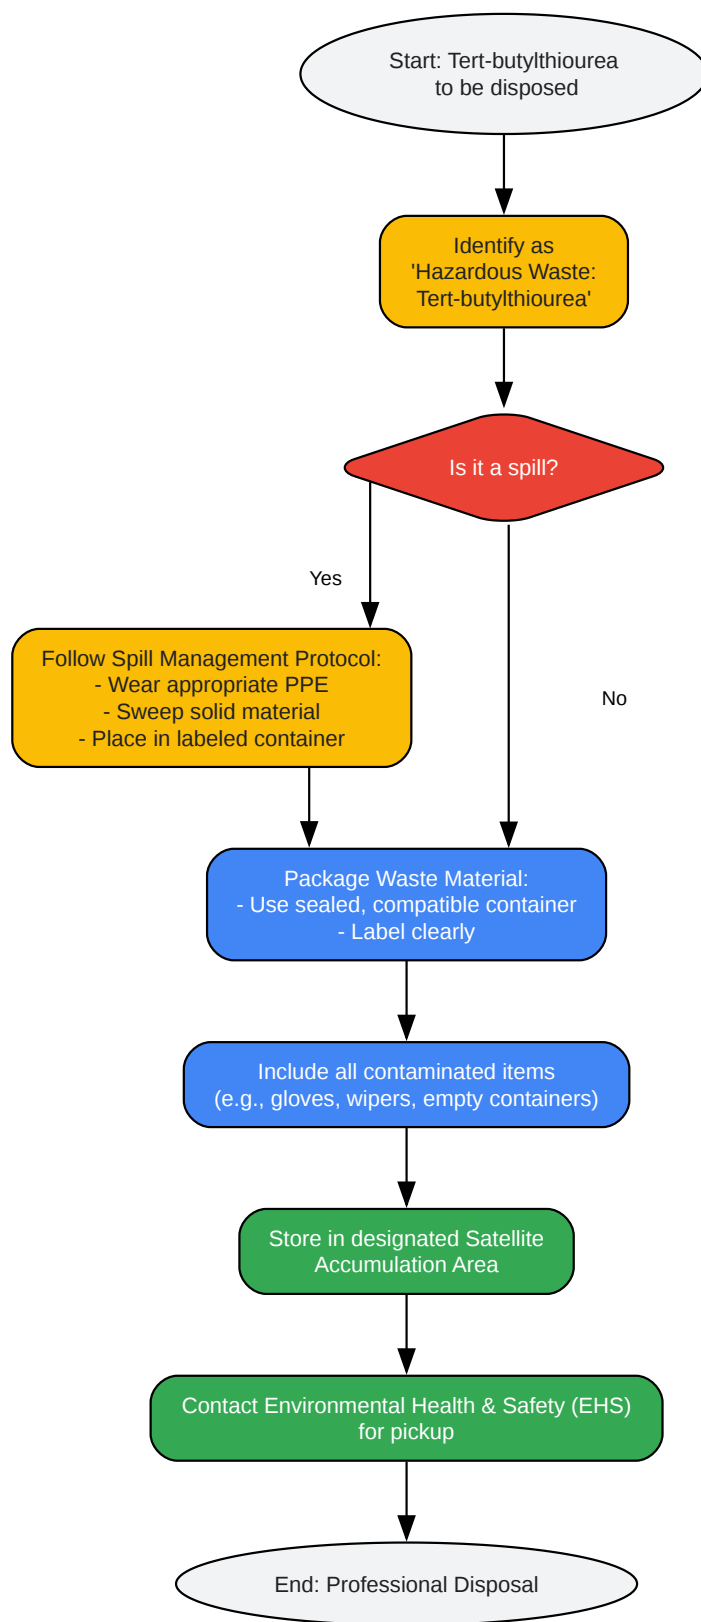 Start: Tert-butylthiourea
to be disposed
Identify as
'Hazardous Waste:
Tert-butylthiourea'
Is it a spill?
Yes
Follow Spill Management Protocol:
- Wear appropriate PPE
- Sweep solid material
- Place in labeled container
No
Package Waste Material:
- Use sealed, compatible container
- Label clearly
Include all contaminated items
(e.g., gloves, wipers, empty containers)
Store in designated Satellite
Accumulation Area
Contact Environmental Health & Safety (EHS)
for pickup
End: Professional Disposal